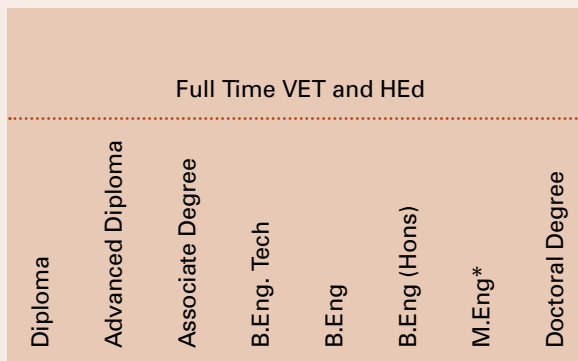 Full Time VET and HEd
Diploma
Advanced Diploma
Associate Degree
B.Eng. Tech
B.Eng
B.Eng (Hons)
M.Eng*
Doctoral Degree